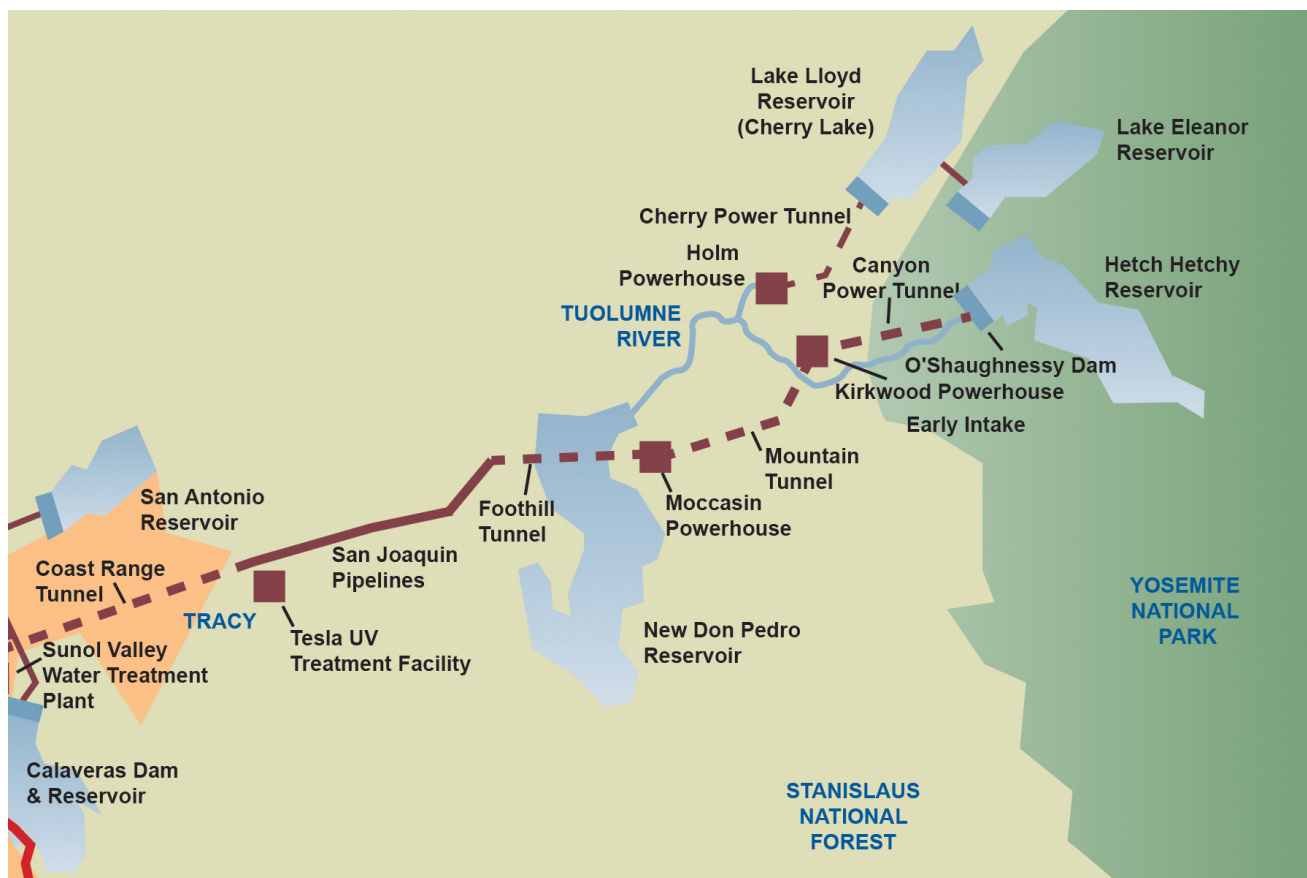 Lake Lloyd
Reservoir
(Cherry Lake)
Lake Eleanor
Reservoir
Cherry Power Tunnel
Holm
Powerhouse
Canyon
Power Tunnel
Hetch Hetchy
Reservoir
TUOLUMNE
RIVER
O'Shaughnessy Dam
Kirkwood Powerhouse
Early Intake
Mountain
Tunnel
San Antonio
Reservoir
Foothill
Tunnel
Moccasin
Powerhouse
San Joaquin
Pipelines
Coast Range
Tunnel
TRACY
YOSEMITE
NATIONAL
PARK
Tesla UV
Treatment Facility
New Don Pedro
Reservoir
Sunol Valley
Water Treatment
Plant
Calaveras Dam
& Reservoir
STANISLAUS
NATIONAL
FOREST